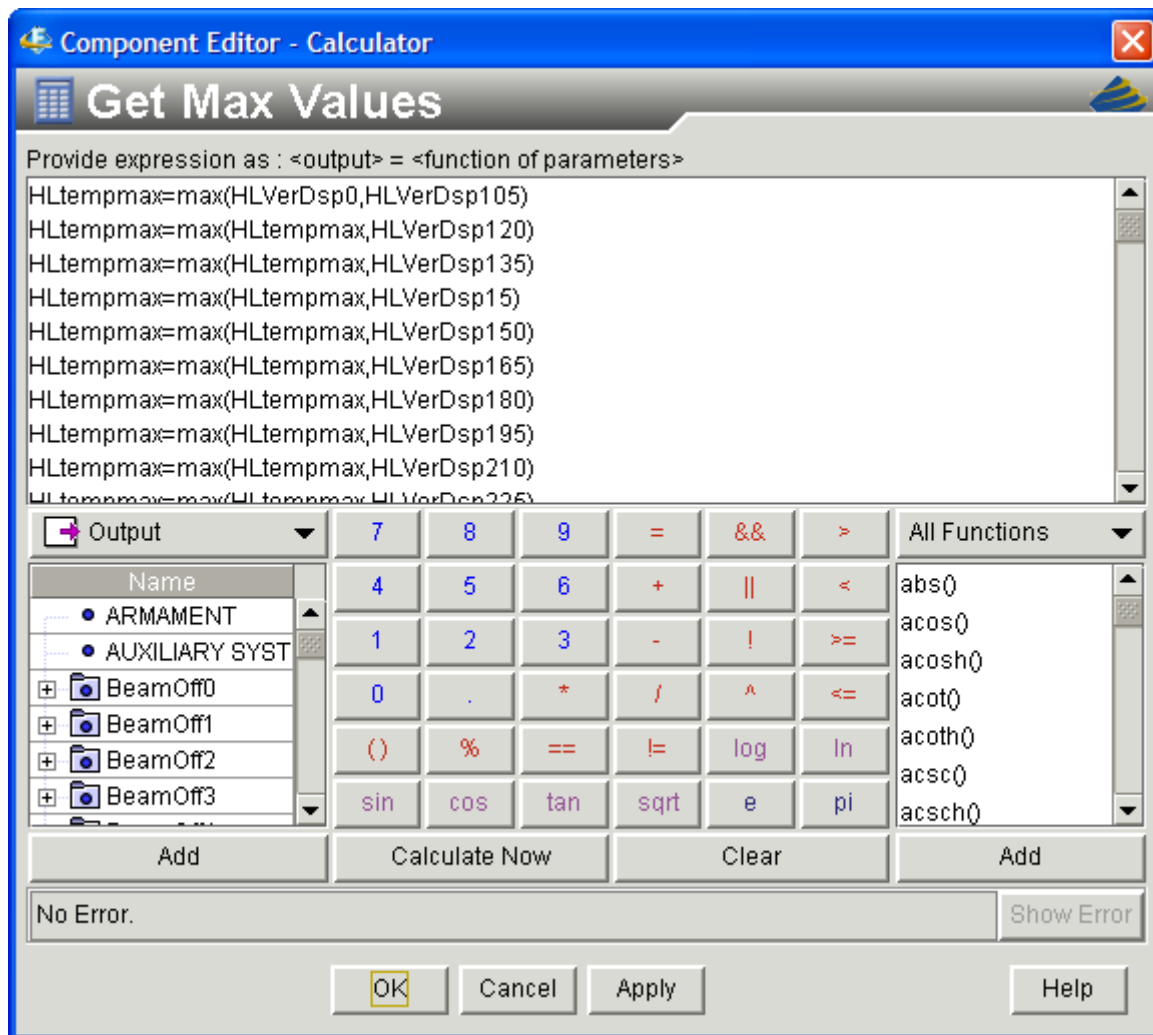 Component Editor - Calculator
Get Max Values
Provide expression as : <output> = <function of parameters>
HLtempmax=max(HLVerDsp0,HLVerDsp105)
HLtempmax=max(HLtempmax,HLVerDsp120)
HLtempmax=max(HLtempmax,HLVerDsp135)
HLtempmax=max(HLtempmax,HLVerDsp15)
HLtempmax=max(HLtempmax,HLVerDsp150)
HLtempmax=max(HLtempmax,HLVerDsp165)
HLtempmax=max(HLtempmax,HLVerDsp180)
HLtempmax=max(HLtempmax,HLVerDsp195)
HLtempmax=max(HLtempmax,HLVerDsp210)
HLtempmax=max(HLtempmax,HLVerDsp225)
Output 7 8 9 = && > All Functions
Name 4 5 6 + || < abs()
ARMAMENT acos()
AUXILIARY SYST 1 2 3 - ! >= acosh()
BeamOff0 0 . * / ^ <= acot()
BeamOff1 acoth()
BeamOff2 () % == != log ln acsc()
BeamOff3 sin cos tan sqrt e pi acsch()
Add Calculate Now Clear Add
No Error. Show Error
OK Cancel Apply Help